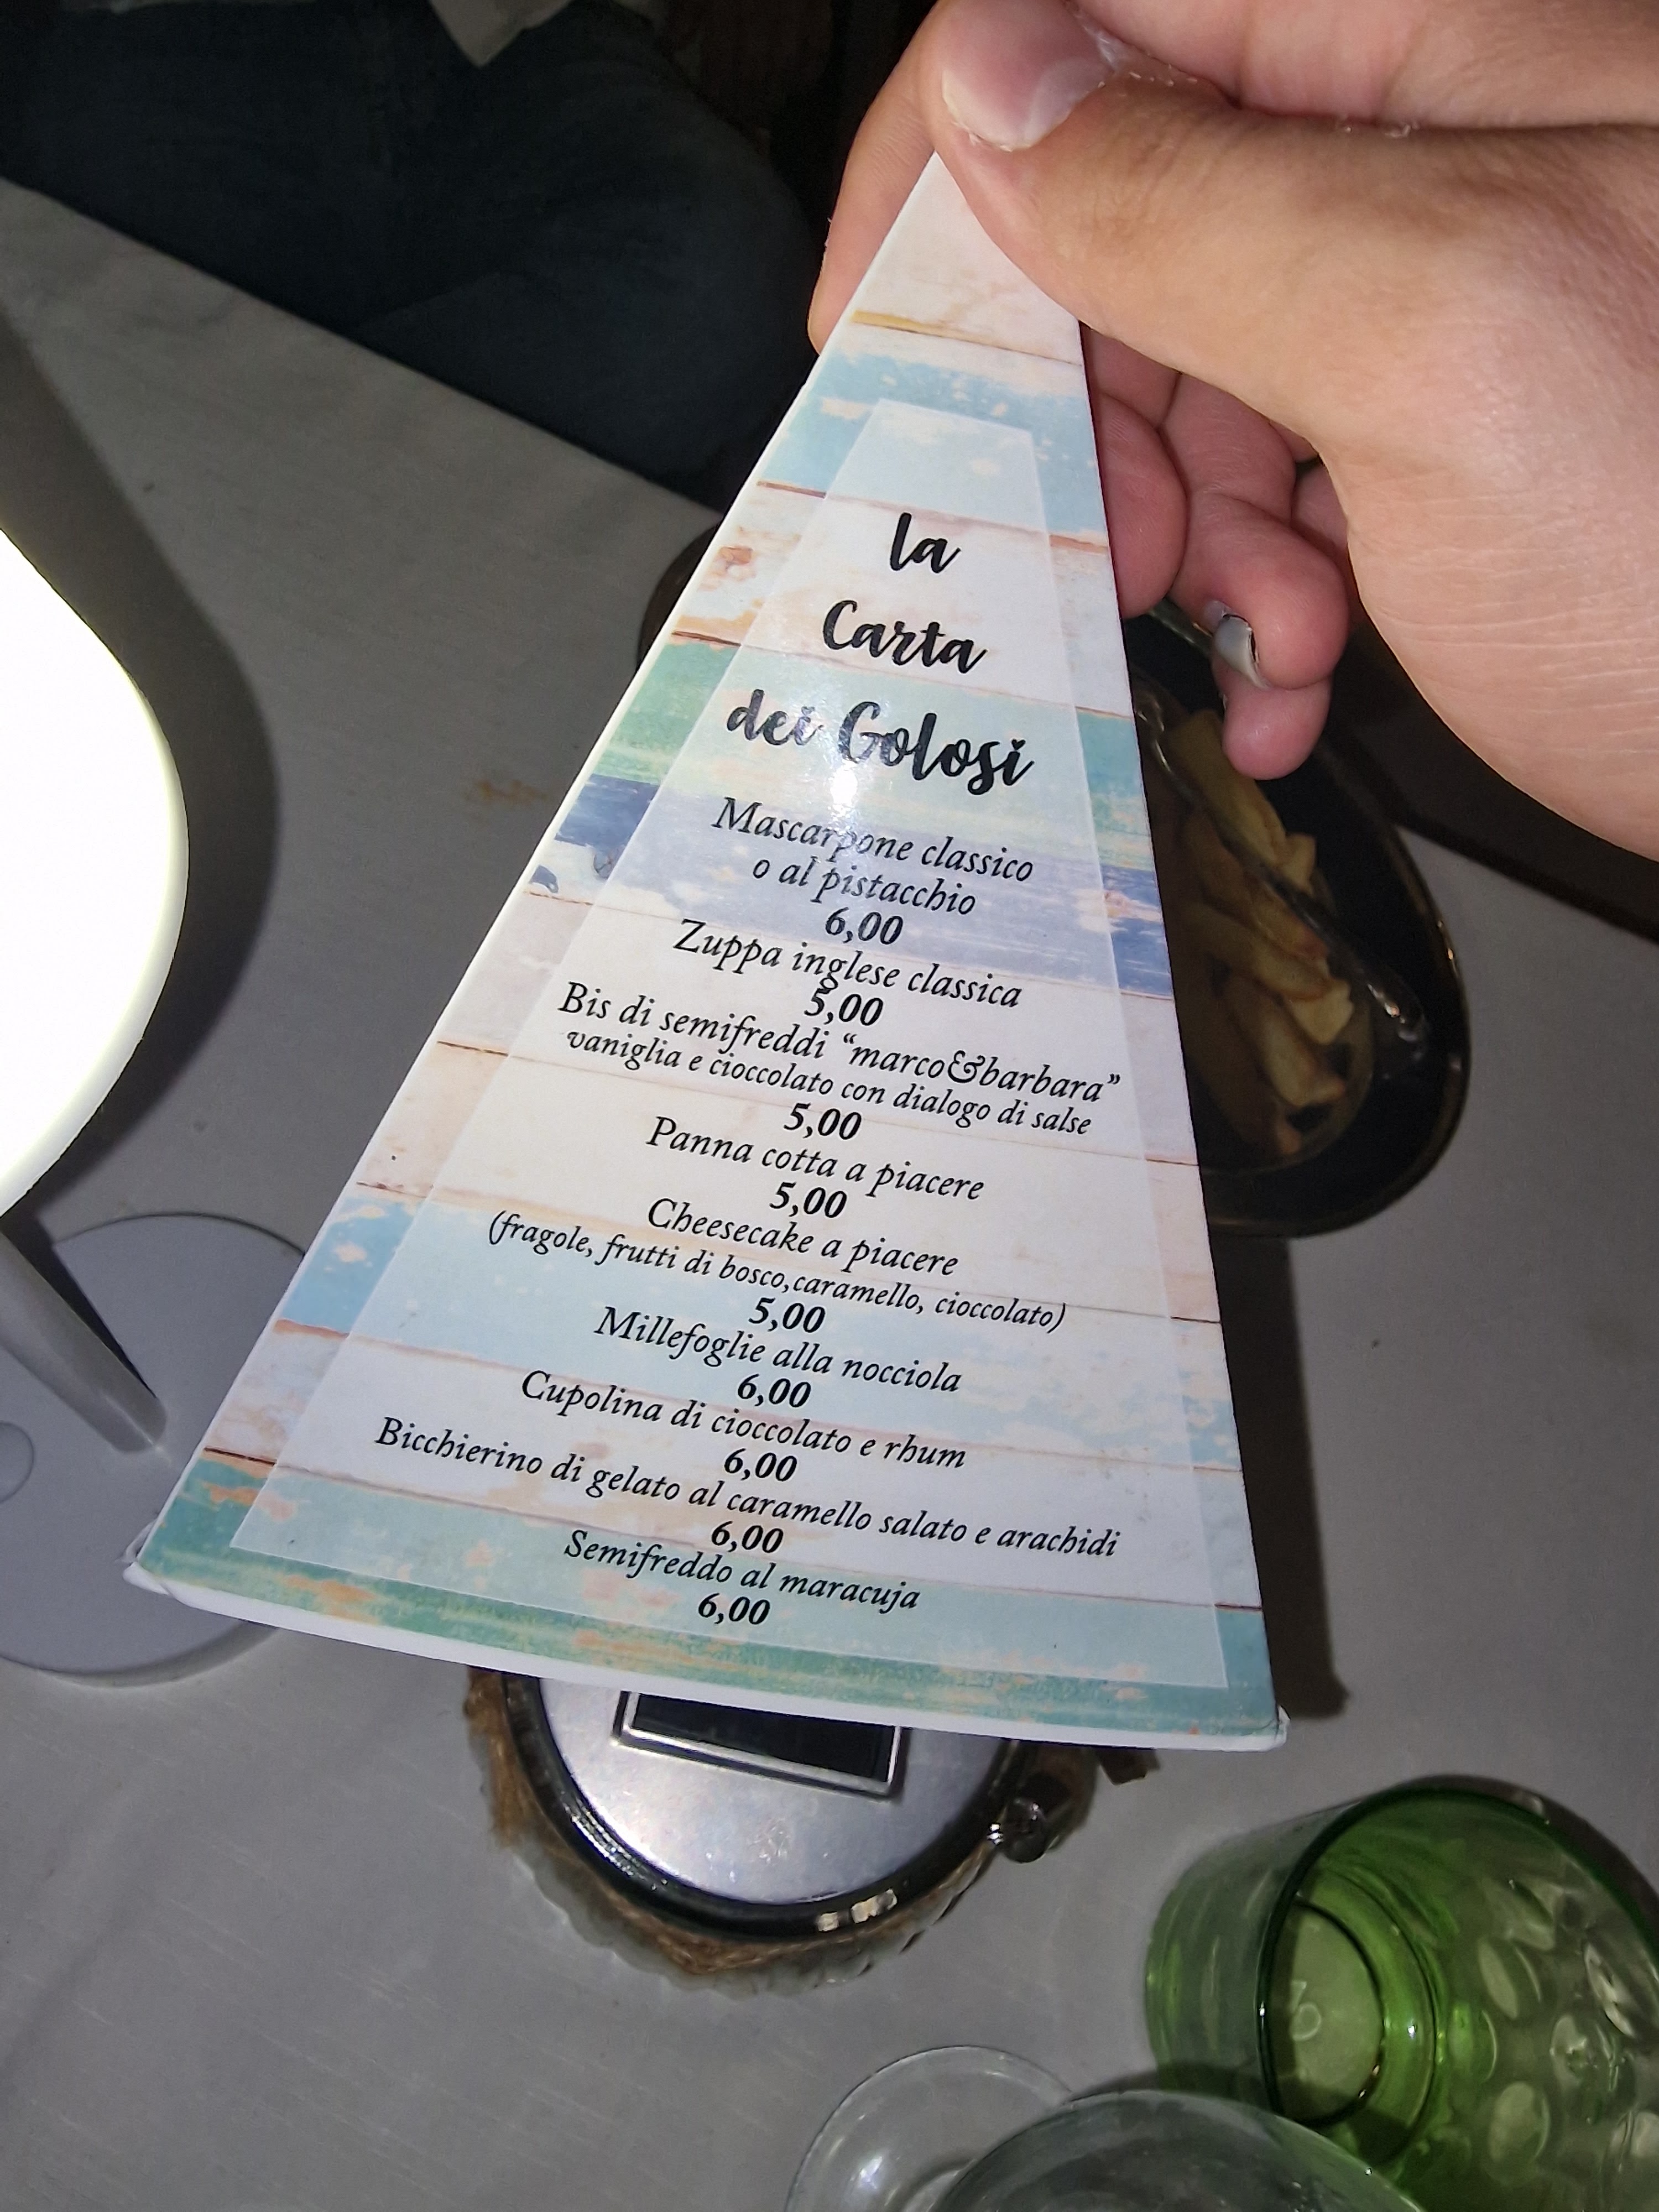 la
Carta
dei Golosi
Mascarpone classico
o al pistacchio
6,00
Zuppa inglese classica
5,00
Bis di semifreddi “marco&barbara”
vaniglia e cioccolato con dialogo di salse
5,00
Panna cotta a piacere
5,00
Cheesecake a piacere
(fragole, frutti di bosco,caramello, cioccolato)
5,00
Millefoglie alla nocciola
6,00
Cupolina di cioccolato e rhum
6,00
Bicchierino di gelato al caramello salato e arachidi
6,00
Semifreddo al maracuja
6,00